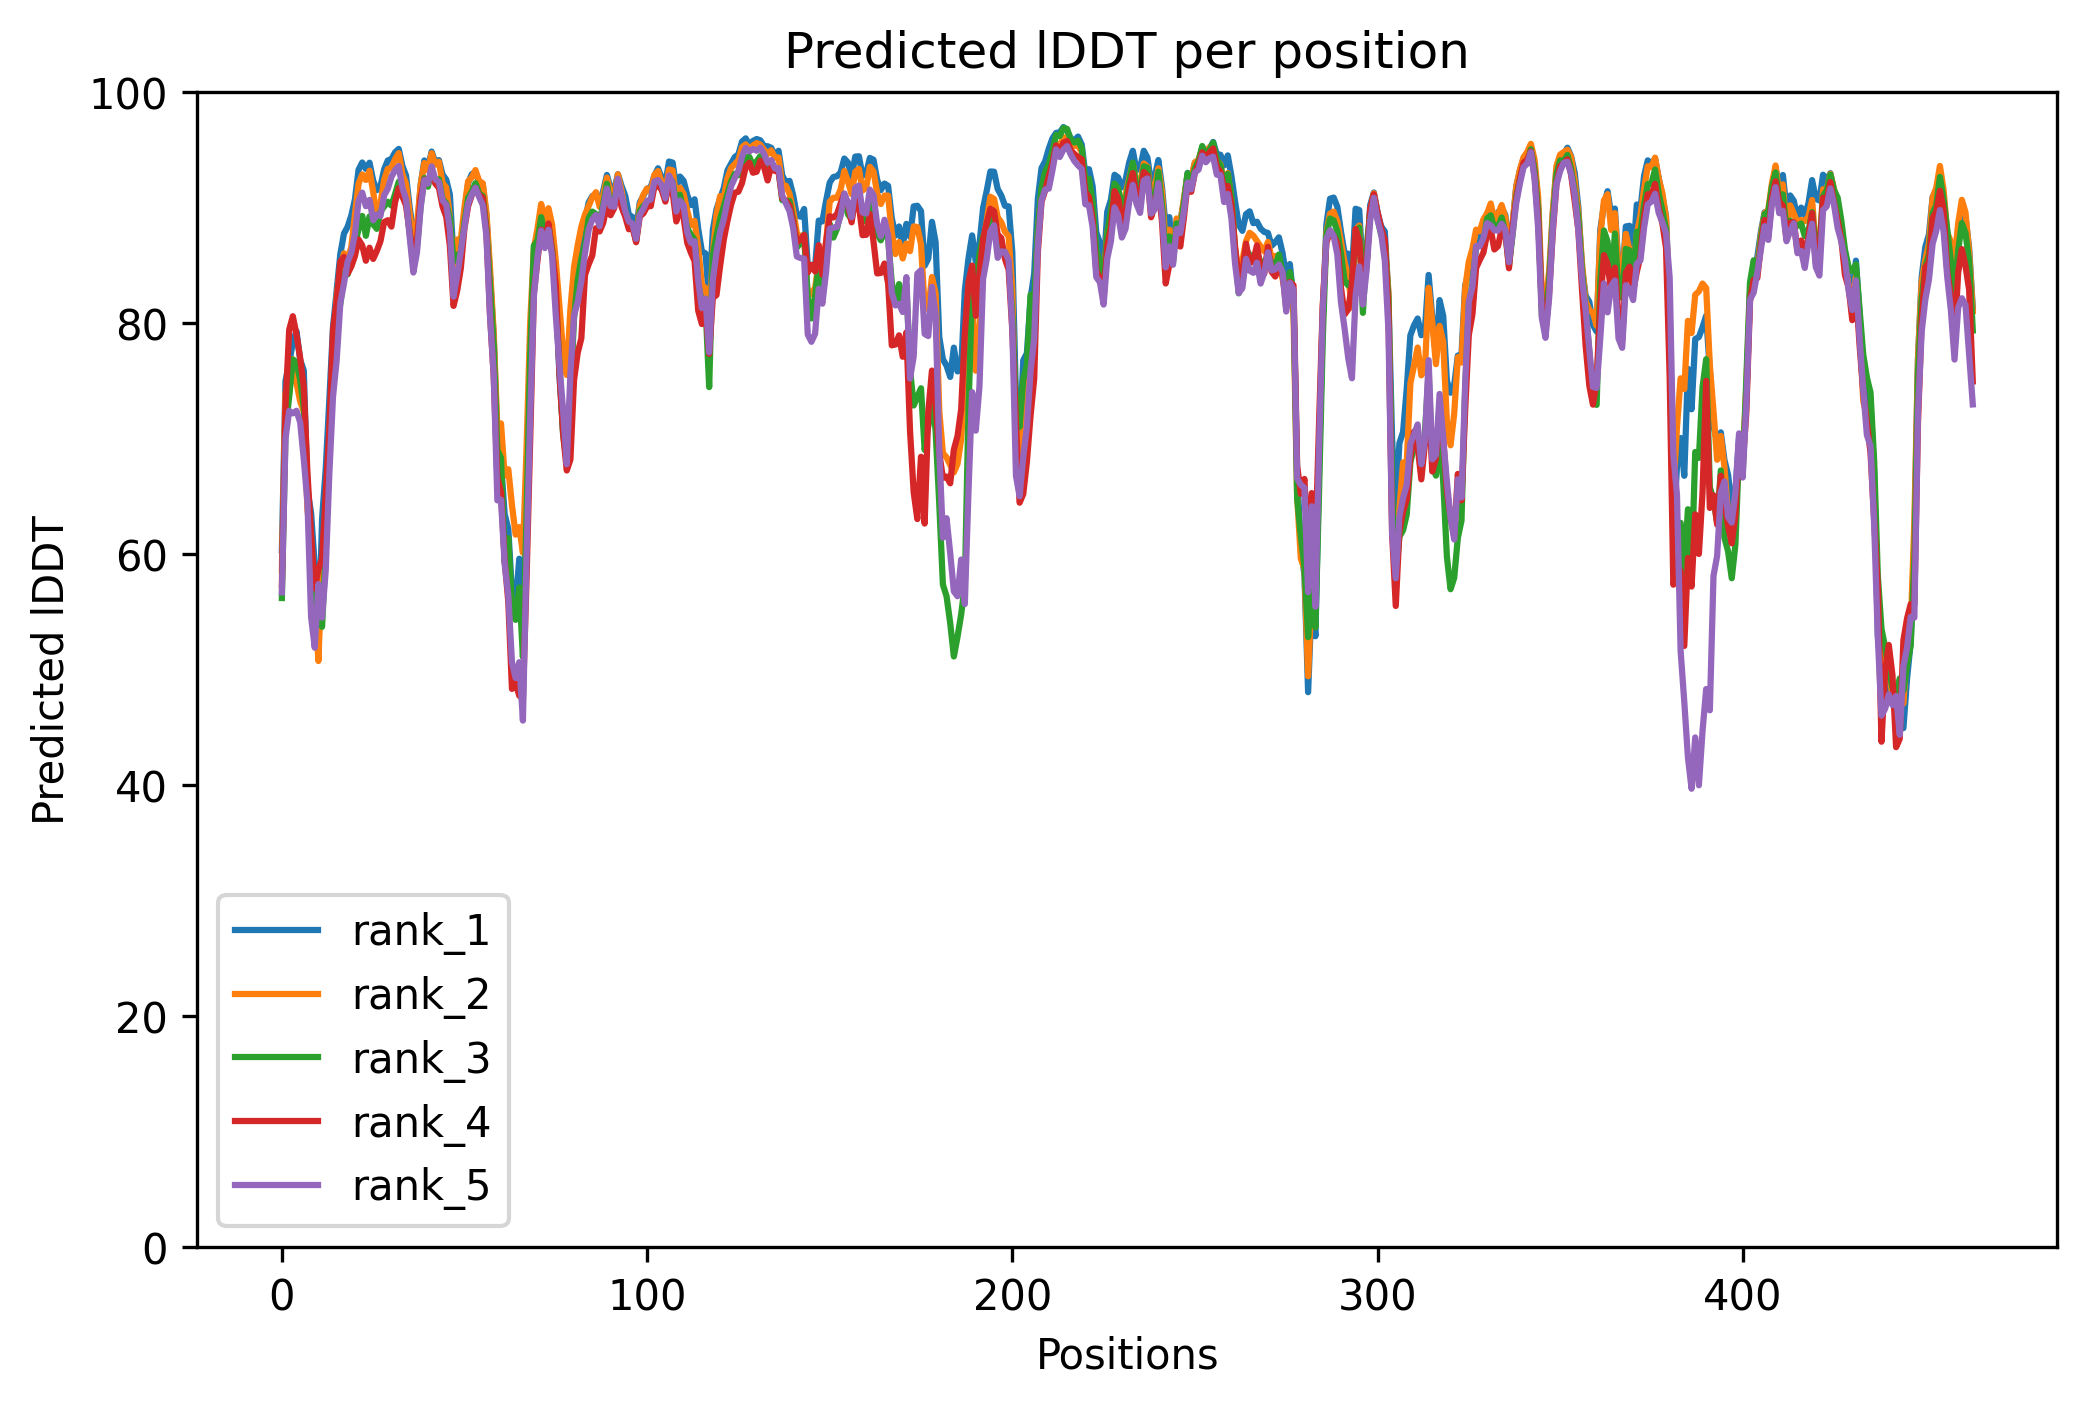 Predicted lDDT per position
100
80
60
40
20
0
Predicted lDDT
rank_1
rank_2
rank_3
rank_4
rank_5
0 100 200 300 400
Positions